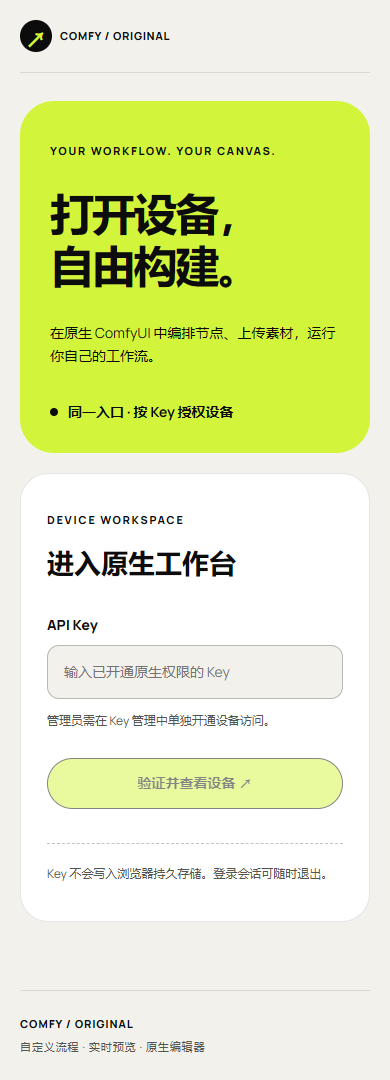 COMFY / ORIGINAL
YOUR WORKFLOW. YOUR CANVAS.
打开设备，
自由构建。
在原生 ComfyUI 中编排节点、上传素材，运行
你自己的工作流。
同一入口 · 按 Key 授权设备
DEVICE WORKSPACE
进入原生工作台
API Key
输入已开通原生权限的 Key
管理员需在 Key 管理中单独开通设备访问。
验证并查看设备 ↗
Key 不会写入浏览器持久存储。登录会话可随时退出。
COMFY / ORIGINAL
自定义流程 · 实时预览 · 原生编辑器